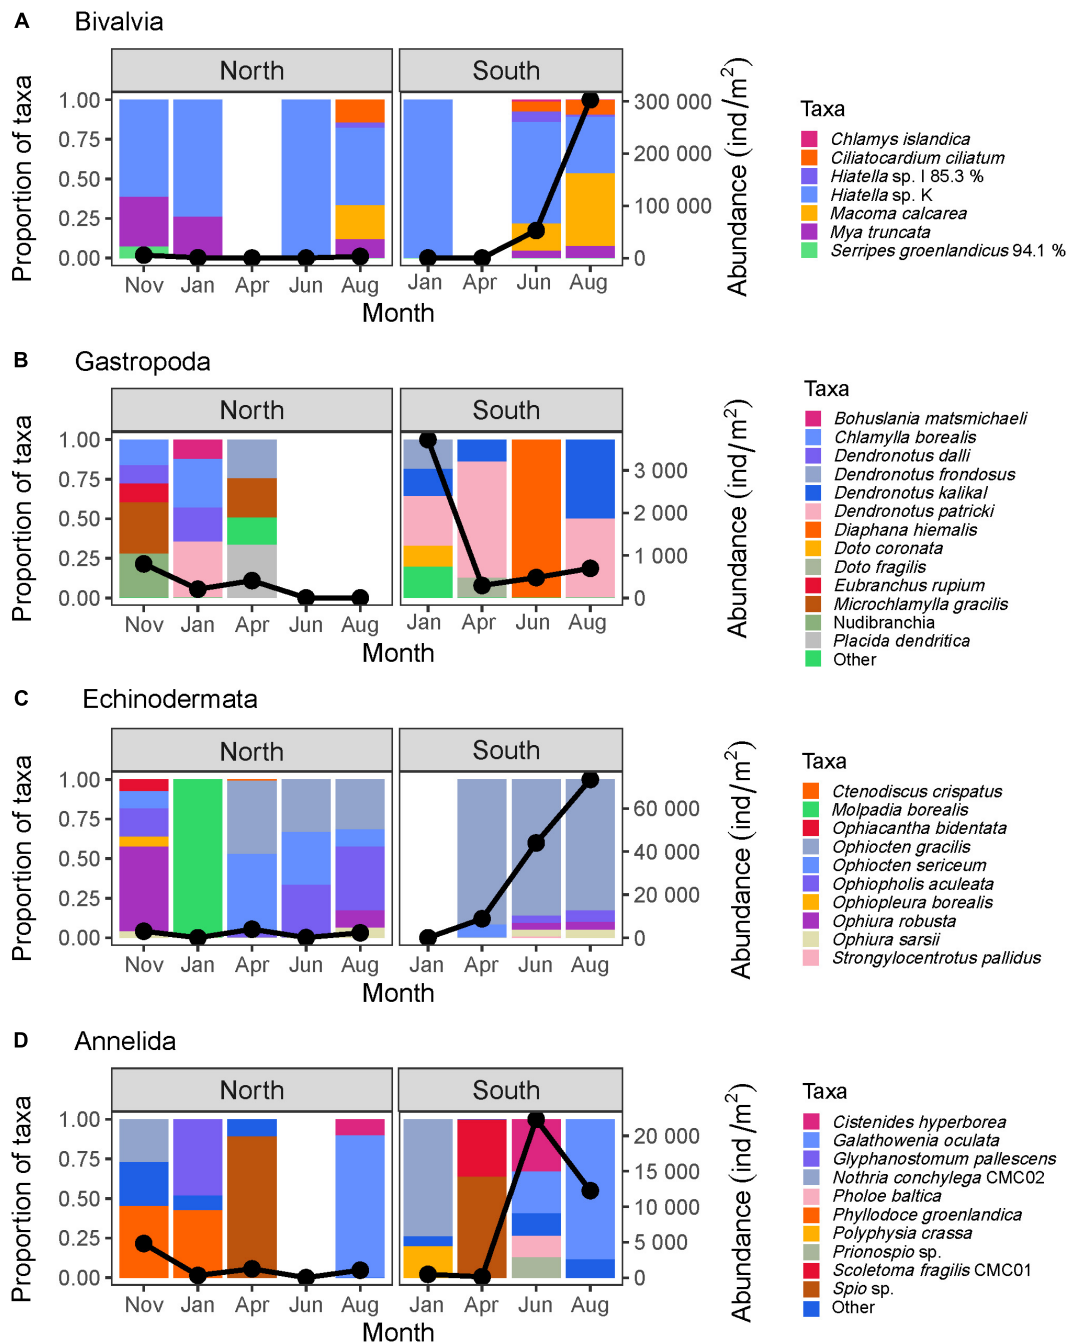 A Bivalvia
North South
Proportion of taxa
1.00
0.75
0.50
0.25
0.00
300 000
200 000
100 000
0
Abundance (ind/m²)
Nov Jan Apr Jun Aug Jan Apr Jun Aug
Month
Taxa
Chlamys islandica
Ciliatocardium ciliatum
Hiatella sp. I 85.3 %
Hiatella sp. K
Macoma calcarea
Mya truncata
Serripes groenlandicus 94.1 %
B Gastropoda
North South
Proportion of taxa
1.00
0.75
0.50
0.25
0.00
3 000
2 000
1 000
0
Abundance (ind/m²)
Nov Jan Apr Jun Aug Jan Apr Jun Aug
Taxa
Bohuslania matsmichaeli
Chlamylla borealis
Dendronotus dalli
Dendronotus frondosus
Dendronotus kalikal
Dendronotus patricki
Diaphana hiemalis
Doto coronata
Doto fragilis
Eubranchus rupium
Microchlamylla gracilis
Nudibranchia
Placida dendritica
Other
C Echinodermata
North South
Proportion of taxa
1.00
0.75
0.50
0.25
0.00
60 000
40 000
20 000
0
Abundance (ind/m²)
Nov Jan Apr Jun Aug Jan Apr Jun Aug
Month
Taxa
Ctenodiscus crispatus
Molpadia borealis
Ophiacantha bidentata
Ophiocten gracilis
Ophiocten sericeum
Ophiopholis aculeata
Ophiopleura borealis
Ophiura robusta
Ophiura sarsii
Strongylocentrotus pallidus
D Annelida
North South
Proportion of taxa
1.00
0.75
0.50
0.25
0.00
20 000
15 000
10 000
5 000
0
Abundance (ind/m²)
Nov Jan Apr Jun Aug Jan Apr Jun Aug
Month
Taxa
Cistenides hyperborea
Galathowenia oculata
Glyphanostomum pallescens
Nothria conchylega CMC02
Pholoe baltica
Phyllodoce groenlandica
Polyphysia crassa
Prionospio sp.
Scoletoma fragilis CMC01
Spio sp.
Other